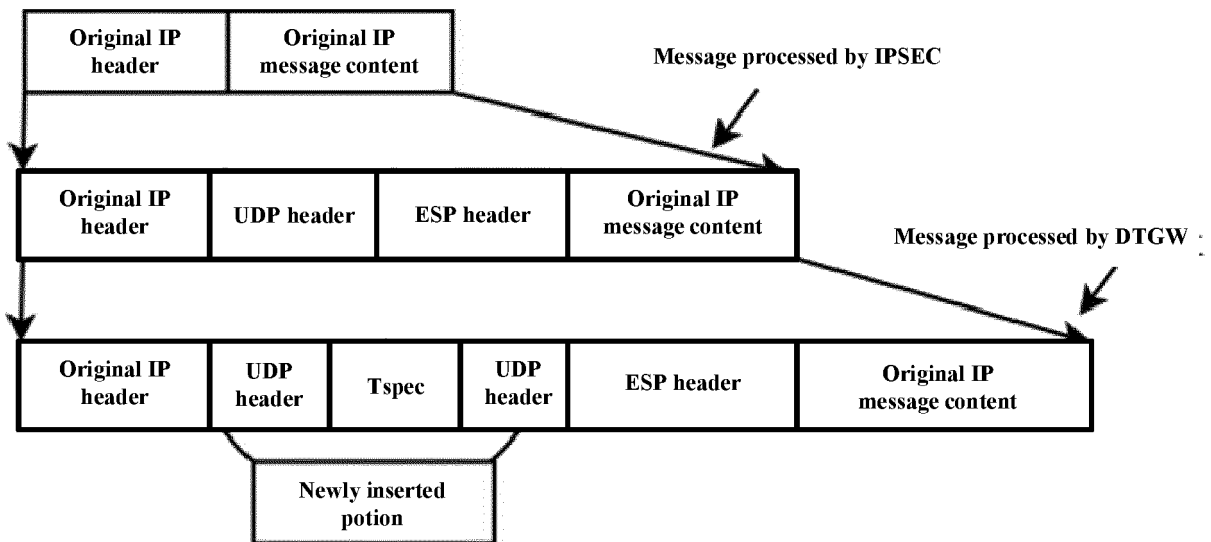 Original IP
header
Original IP
message content
Message processed by IPSEC
Original IP
header
UDP header
ESP header
Original IP
message content
Message processed by DTGW
Original IP
header
UDP
header
Tspec
UDP
header
ESP header
Original IP
message content
Newly inserted
potion